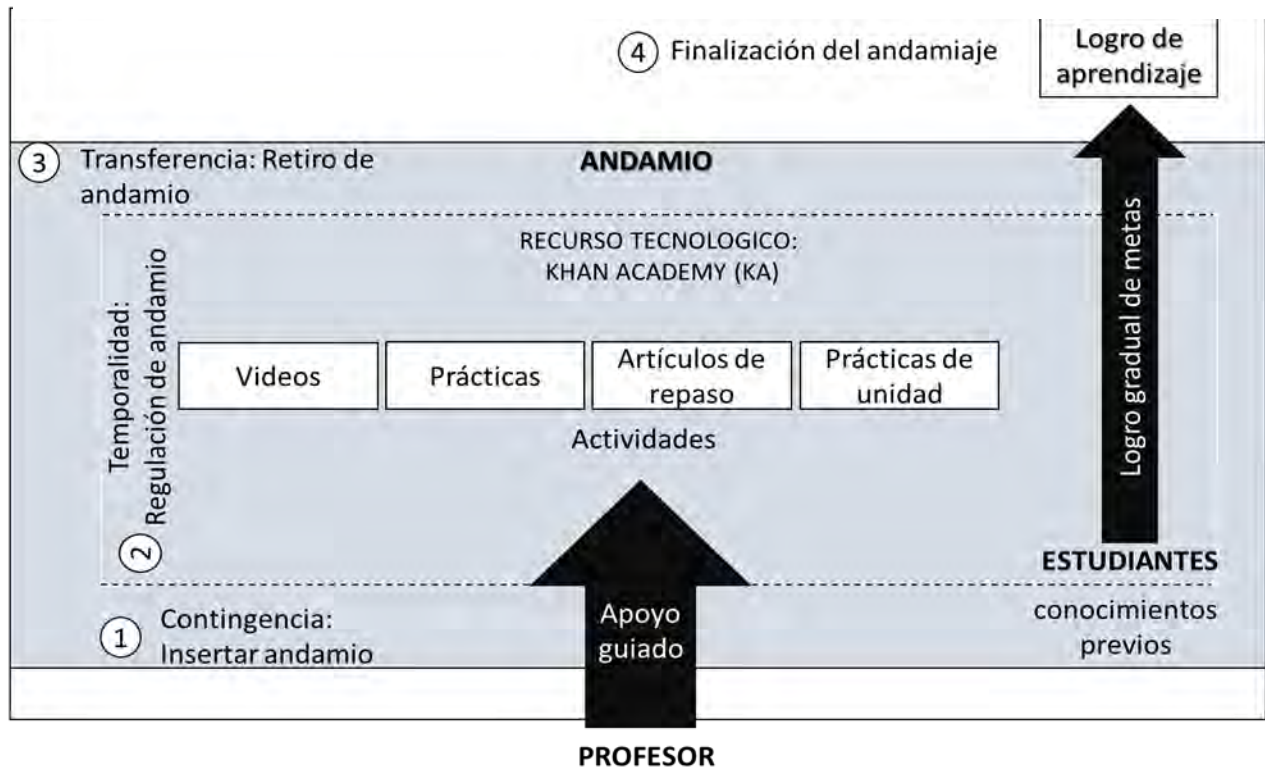 4 Finalización del andamiaje
Logro de
aprendizaje
3 Transferencia: Retiro de
andamio
ANDAMIO
RECURSO TECNOLOGICO:
KHAN ACADEMY (KA)
Temporalidad:
Regulación de andamio
2
Videos
Prácticas
Artículos de
repaso
Prácticas de
unidad
Actividades
Logro gradual de metas
ESTUDIANTES
conocimientos
previos
1 Contingencia:
Insertar andamio
Apoyo
guiado
PROFESOR